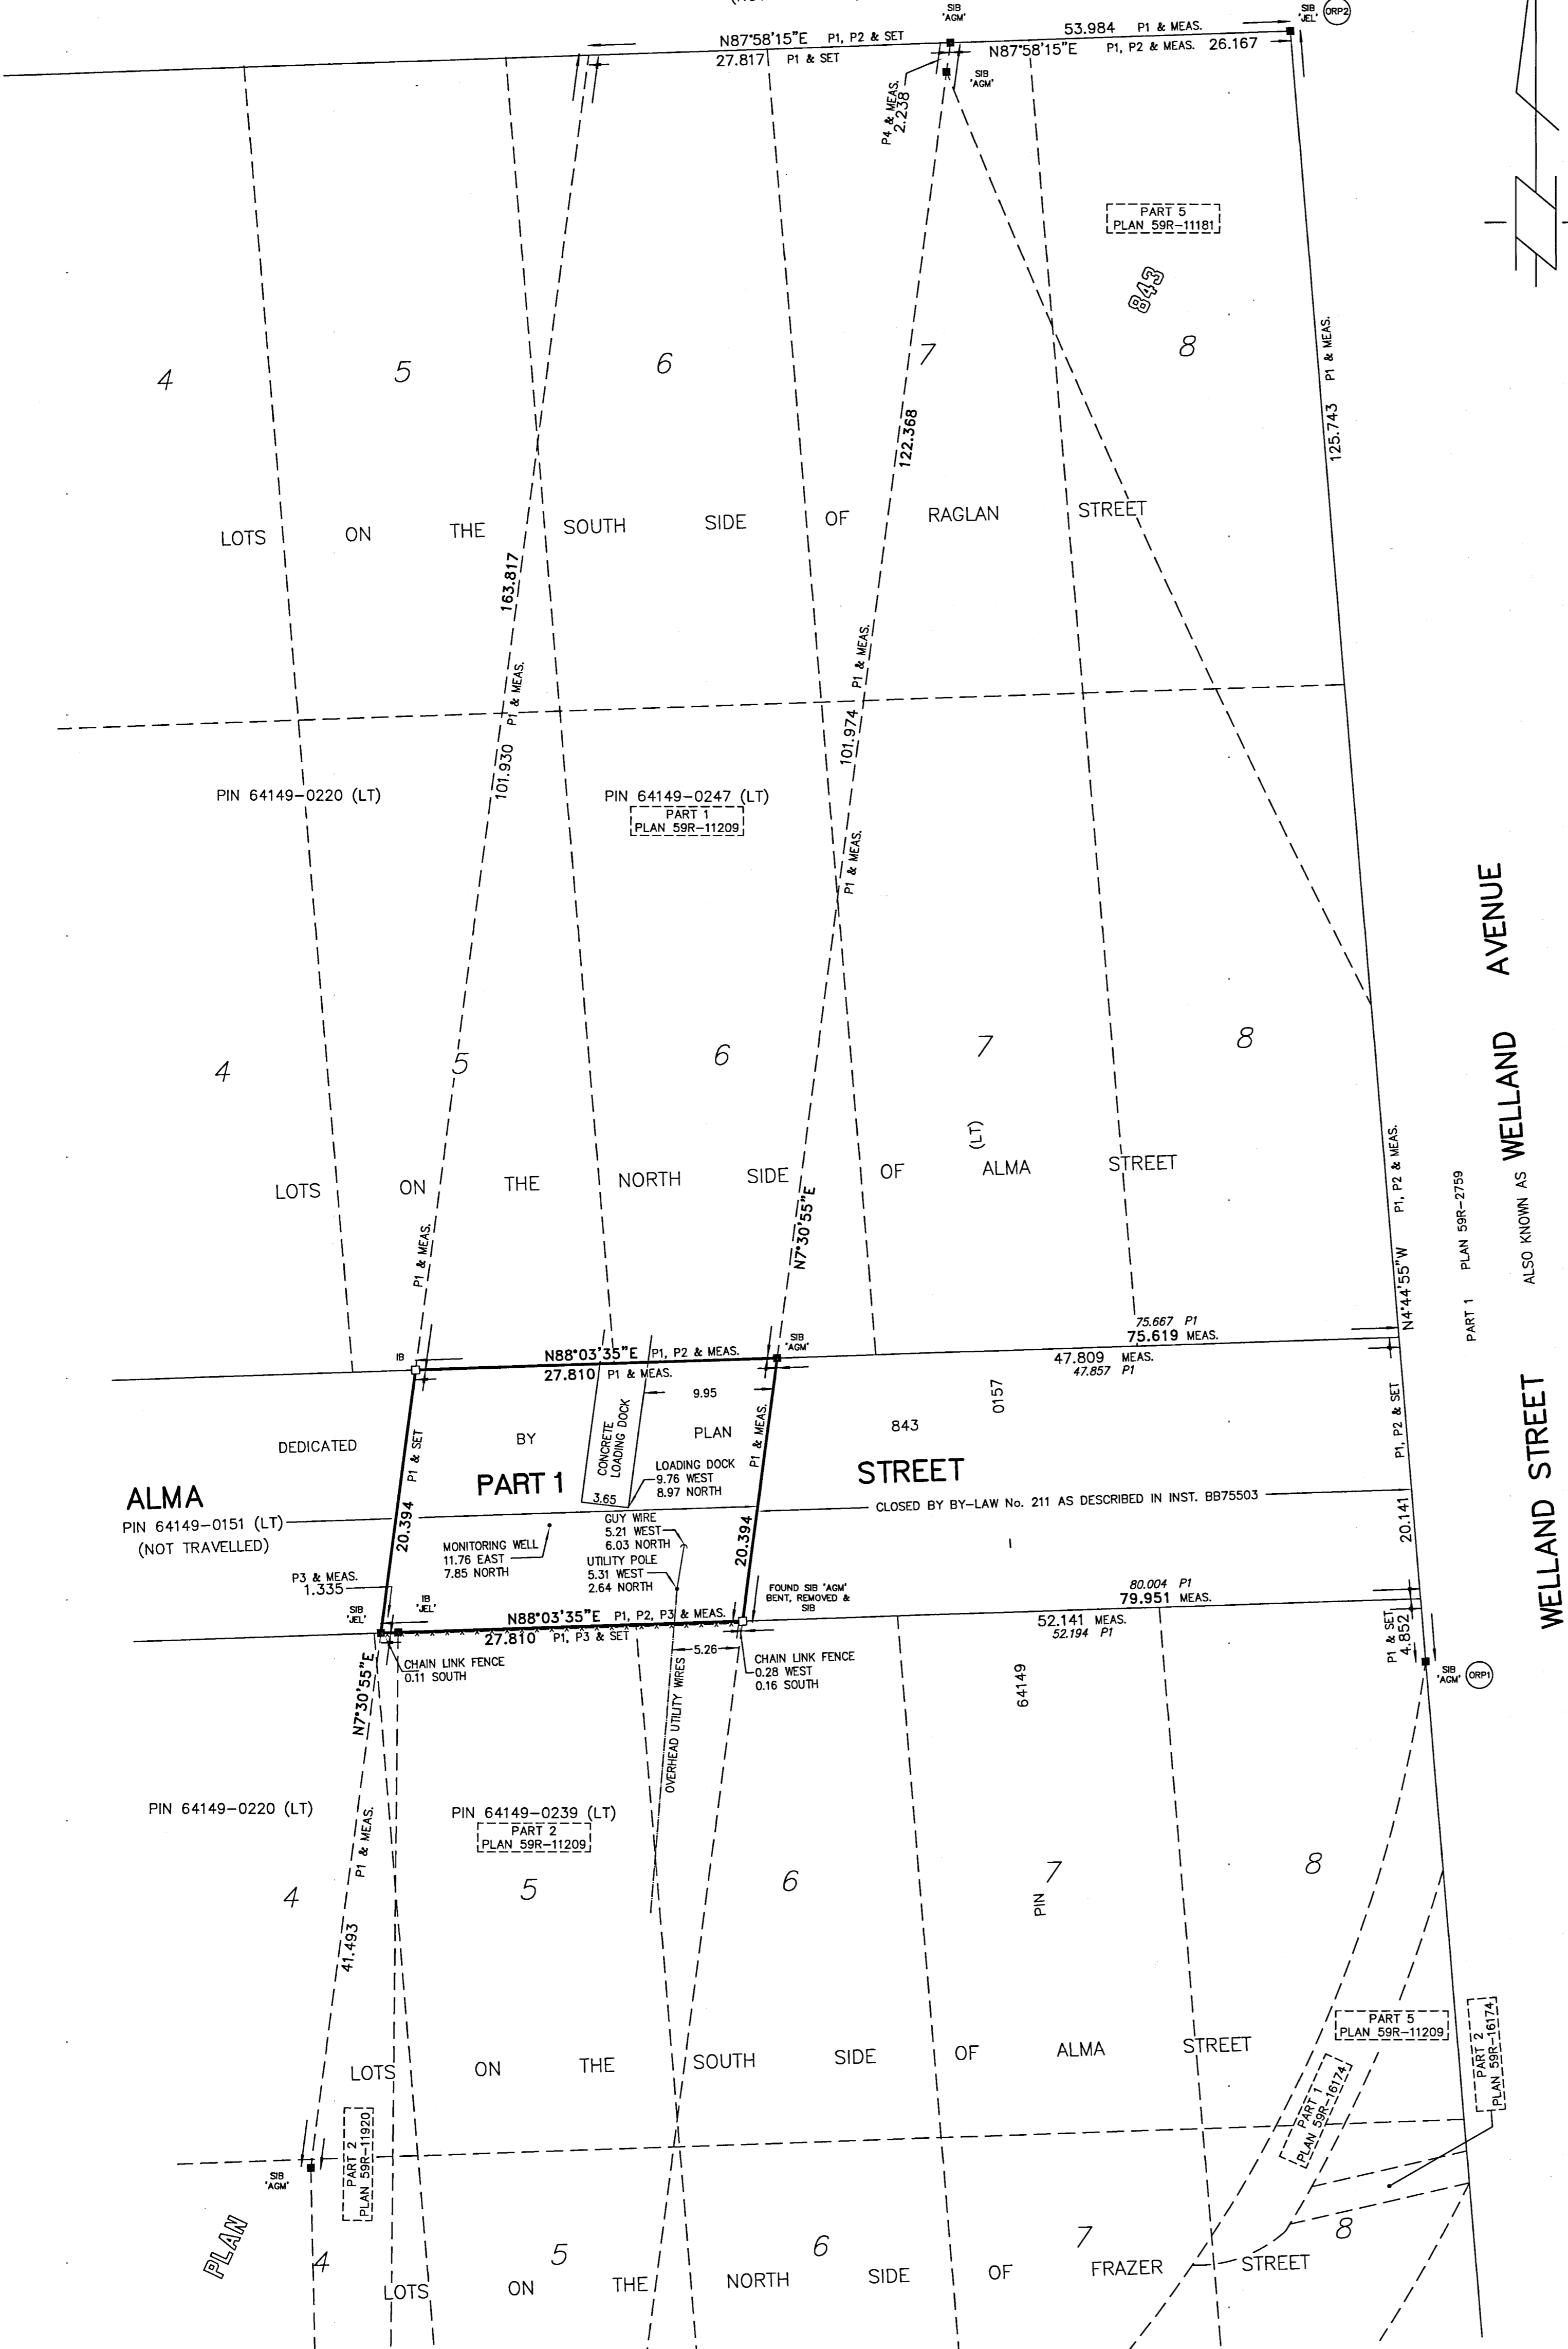 SIB
'AGM'
53.984 P1 & MEAS.
SIB
'JEL'
ORP2
N87°58'15"E P1, P2 & SET
N87°58'15"E P1, P2 & MEAS. 26.167
27.817 P1 & SET
SIB
'AGM'
P4 & MEAS.
2.238
PART 5
PLAN 59R-11181
843
4
5
6
7
8
125.743 P1 & MEAS.
122.368
LOTS ON THE SOUTH SIDE OF RAGLAN STREET
163.817
P1 & MEAS.
101.930
P1 & MEAS.
101.974
P1 & MEAS.
PIN 64149-0220 (LT)
PIN 64149-0247 (LT)
PART 1
PLAN 59R-11209
4
5
6
7
8
(LT)
LOTS ON THE NORTH SIDE OF ALMA STREET
P1 & MEAS.
N7°30'55"E
N4°44'55"W P1, P2 & MEAS.
PART 1 PLAN 59R-2759
WELLAND STREET ALSO KNOWN AS WELLAND AVENUE
75.667 P1
75.619 MEAS.
IB
N88°03'35"E P1, P2 & MEAS.
SIB
'AGM'
27.810 P1 & MEAS.
47.809 MEAS.
47.857 P1
9.95
0157
DEDICATED BY PLAN 843
P1 & SET
CONCRETE
LOADING DOCK
P1 & MEAS.
P1, P2 & SET
LOADING DOCK
9.76 WEST
8.97 NORTH
ALMA PART 1 STREET
3.65
PIN 64149-0151 (LT)
(NOT TRAVELLED)
CLOSED BY BY-LAW No. 211 AS DESCRIBED IN INST. BB75503
20.394
20.394
20.141
GUY WIRE
5.21 WEST
6.03 NORTH
MONITORING WELL
11.76 EAST
7.85 NORTH
UTILITY POLE
5.31 WEST
2.64 NORTH
P3 & MEAS.
1.335
SIB
'JEL'
IB
'JEL'
FOUND SIB 'AGM'
BENT, REMOVED &
SIB
80.004 P1
79.951 MEAS.
N88°03'35"E P1, P2, P3 & MEAS.
27.810 P1, P3 & SET
52.141 MEAS.
52.194 P1
P1 & SET
4.852
SIB
'AGM'
ORP1
5.26
CHAIN LINK FENCE
0.11 SOUTH
CHAIN LINK FENCE
0.28 WEST
0.16 SOUTH
N7°30'55"E
OVERHEAD UTILITY WIRES
64149
PIN 64149-0220 (LT)
PIN 64149-0239 (LT)
PART 2
PLAN 59R-11209
P1 & MEAS.
41.493
4
5
6
7
8
PIN
PART 5
PLAN 59R-11209
PART 2
PLAN 59R-16174
PART 1
PLAN 59R-16174
LOTS ON THE SOUTH SIDE OF ALMA STREET
SIB
'AGM'
PART 2
PLAN 59R-11920
PLAN
4
5
6
7
8
LOTS ON THE NORTH SIDE OF FRAZER STREET